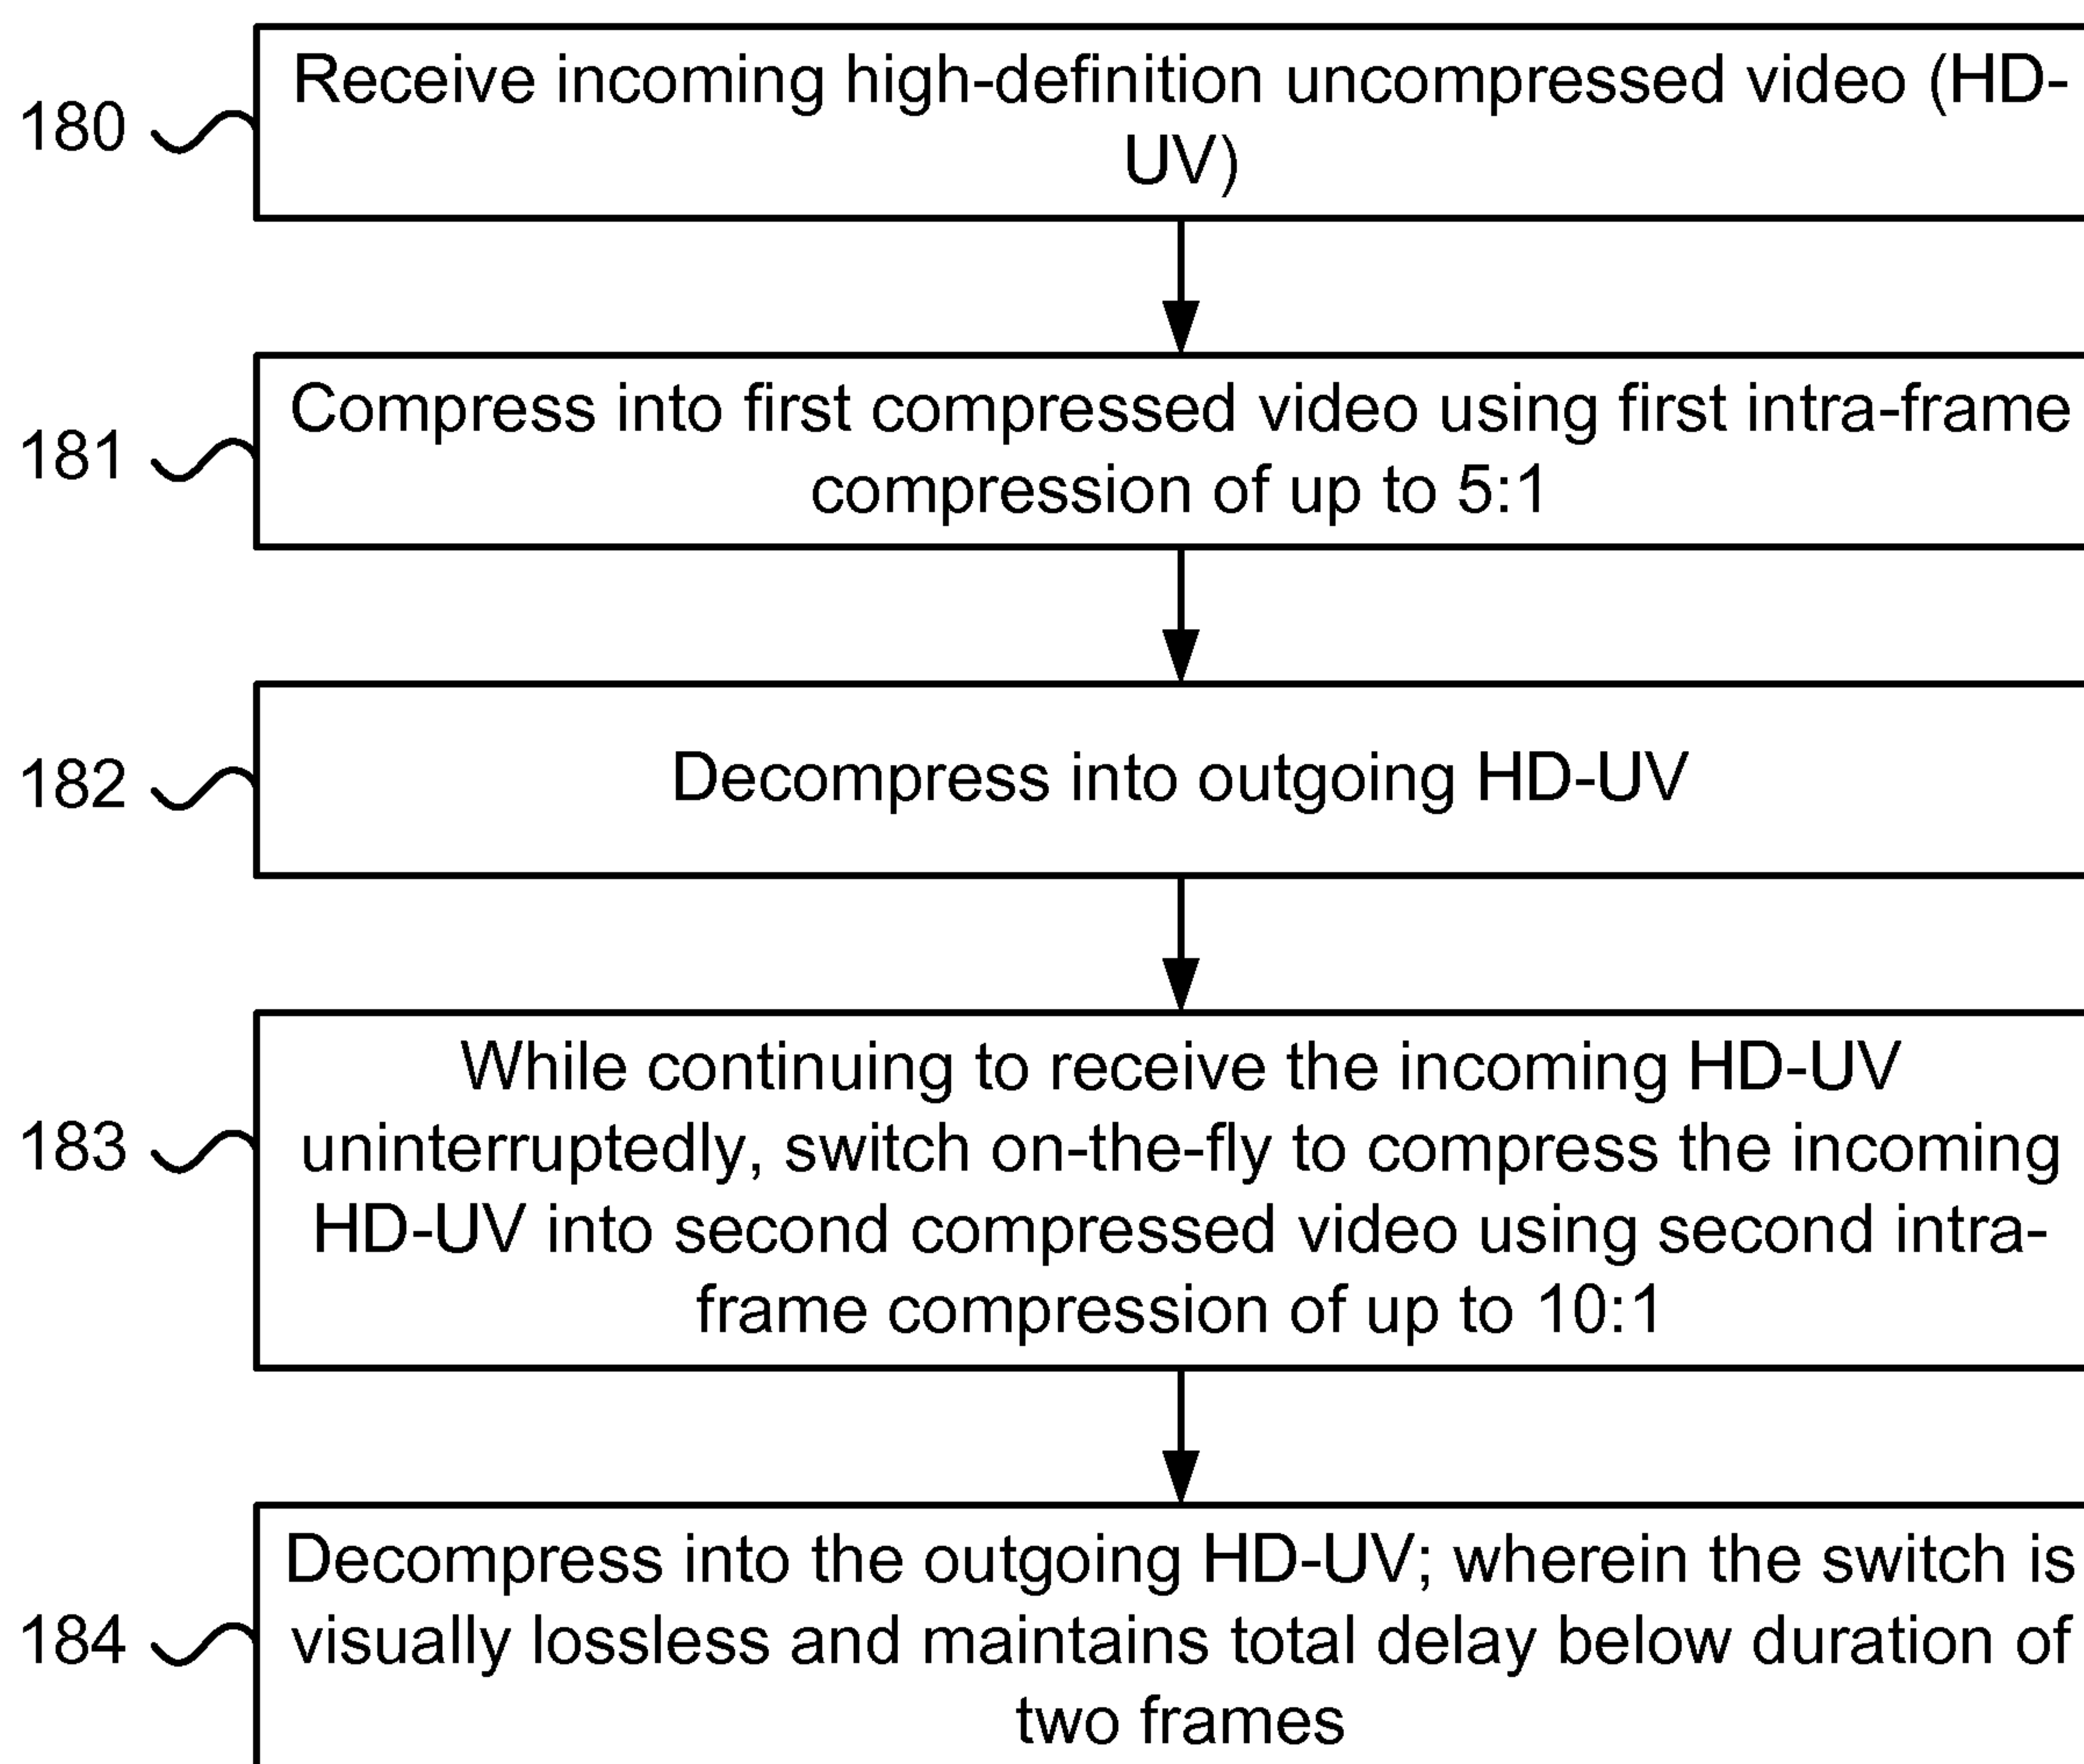 Receive incoming high-definition uncompressed video (HD-
UV)
180
Compress into first compressed video using first intra-frame
compression of up to 5:1
181
Decompress into outgoing HD-UV
182
While continuing to receive the incoming HD-UV
uninterruptedly, switch on-the-fly to compress the incoming
HD-UV into second compressed video using second intra-
frame compression of up to 10:1
183
Decompress into the outgoing HD-UV; wherein the switch is
visually lossless and maintains total delay below duration of
two frames
184